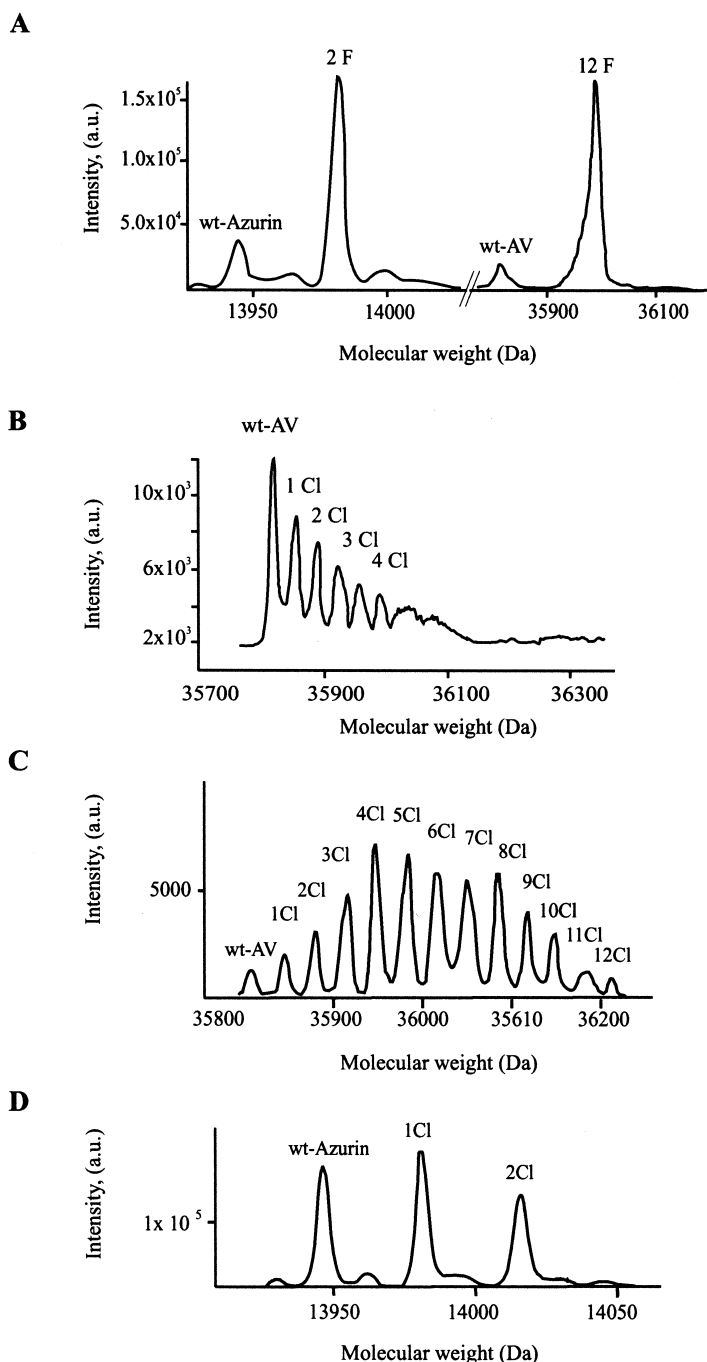 A
2 F
12 F
1.5x10⁵
1.0x10⁵
5.0x10⁴
Intensity, (a.u.)
wt-Azurin
wt-AV
13950
14000
35900
36100
Molecular weight (Da)
B
wt-AV
10x10³
6x10³
2x10³
Intensity, (a.u.)
1 Cl
2 Cl
3 Cl
4 Cl
35700
35900
36100
36300
Molecular weight (Da)
C
Intensity, (a.u.)
5000
wt-AV
1Cl
2Cl
3Cl
4Cl
5Cl
6Cl
7Cl
8Cl
9Cl
10Cl
11Cl
12Cl
35800
35900
36000
35610
36200
Molecular weight (Da)
D
Intensity, (a.u.)
1x 10⁻⁵
wt-Azurin
1Cl
2Cl
13950
14000
14050
Molecular weight (Da)